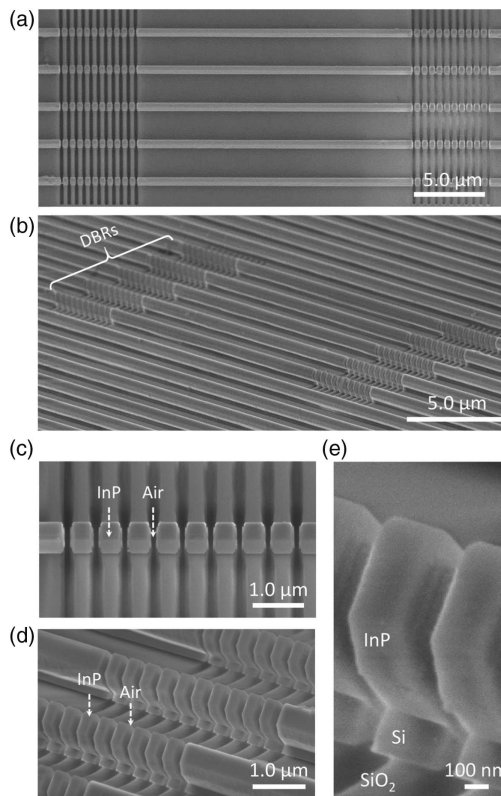 (a)
5.0 μm
(b)
DBRs
5.0 μm
(c)
InP
Air
1.0 μm
(d)
InP
Air
1.0 μm
(e)
InP
Si
SiO₂
100 nm